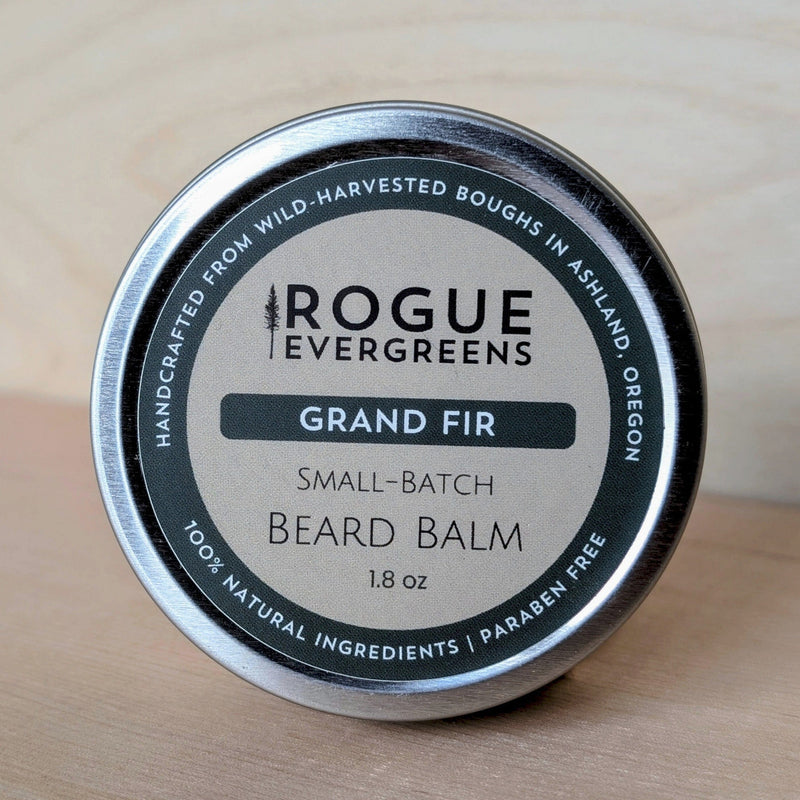 HANDCRAFTED FROM WILD-HARVESTED BOUGHS IN ASHLAND, OREGON
ROGUE
EVERGREENS
GRAND FIR
SMALL-BATCH
BEARD BALM
1.8 oz
100% NATURAL INGREDIENTS | PARABEN FREE